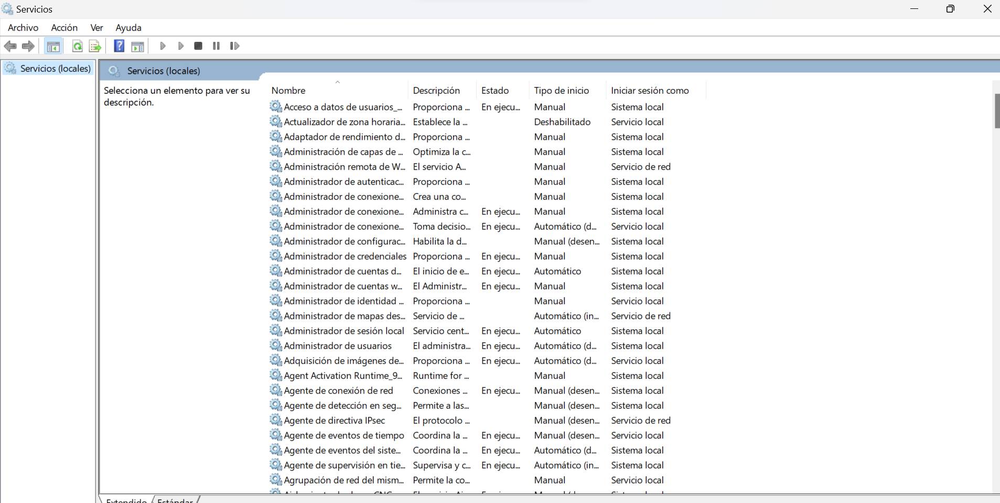 Servicios
Archivo Acción Ver Ayuda
Servicios (locales)
Servicios (locales)
Selecciona un elemento para ver su
descripción.
Nombre Descripción Estado Tipo de inicio Iniciar sesión como
Acceso a datos de usuarios_... Proporciona ... En ejecu... Manual Sistema local
Actualizador de zona horaria... Establece la ... Deshabilitado Servicio local
Adaptador de rendimiento d... Proporciona ... Manual Sistema local
Administración de capas de ... Optimiza la c... Manual Sistema local
Administración remota de W... El servicio A... Manual Servicio de red
Administrador de autenticac... Proporciona ... Manual Sistema local
Administrador de conexione... Crea una co... Manual Sistema local
Administrador de conexione... Administra c... En ejecu... Manual Sistema local
Administrador de conexione... Toma decisio... En ejecu... Automático (d... Servicio local
Administrador de configurac... Habilita la d... Manual (desen... Sistema local
Administrador de credenciales Proporciona ... En ejecu... Manual Sistema local
Administrador de cuentas d... El inicio de e... En ejecu... Automático Sistema local
Administrador de cuentas w... El Administr... En ejecu... Manual Sistema local
Administrador de identidad ... Proporciona ... Manual Servicio local
Administrador de mapas des... Servicio de ... Automático (in... Servicio de red
Administrador de sesión local Servicio cent... En ejecu... Automático Sistema local
Administrador de usuarios El administra... En ejecu... Automático (d... Sistema local
Adquisición de imágenes de... Proporciona ... En ejecu... Automático (d... Servicio local
Agent Activation Runtime_9... Runtime for ... Manual Sistema local
Agente de conexión de red Conexiones ... En ejecu... Manual (desen... Sistema local
Agente de detección en seg... Permite a las... Manual (desen... Sistema local
Agente de directiva IPsec El protocolo ... Manual (desen... Servicio de red
Agente de eventos de tiempo Coordina la ... En ejecu... Manual (desen... Servicio local
Agente de eventos del siste... Coordina la ... En ejecu... Automático (d... Sistema local
Agente de supervisión en tie... Supervisa y c... En ejecu... Automático (in... Sistema local
Agrupación de red del mism... Permite la co... Manual Servicio local
Extendido Estándar